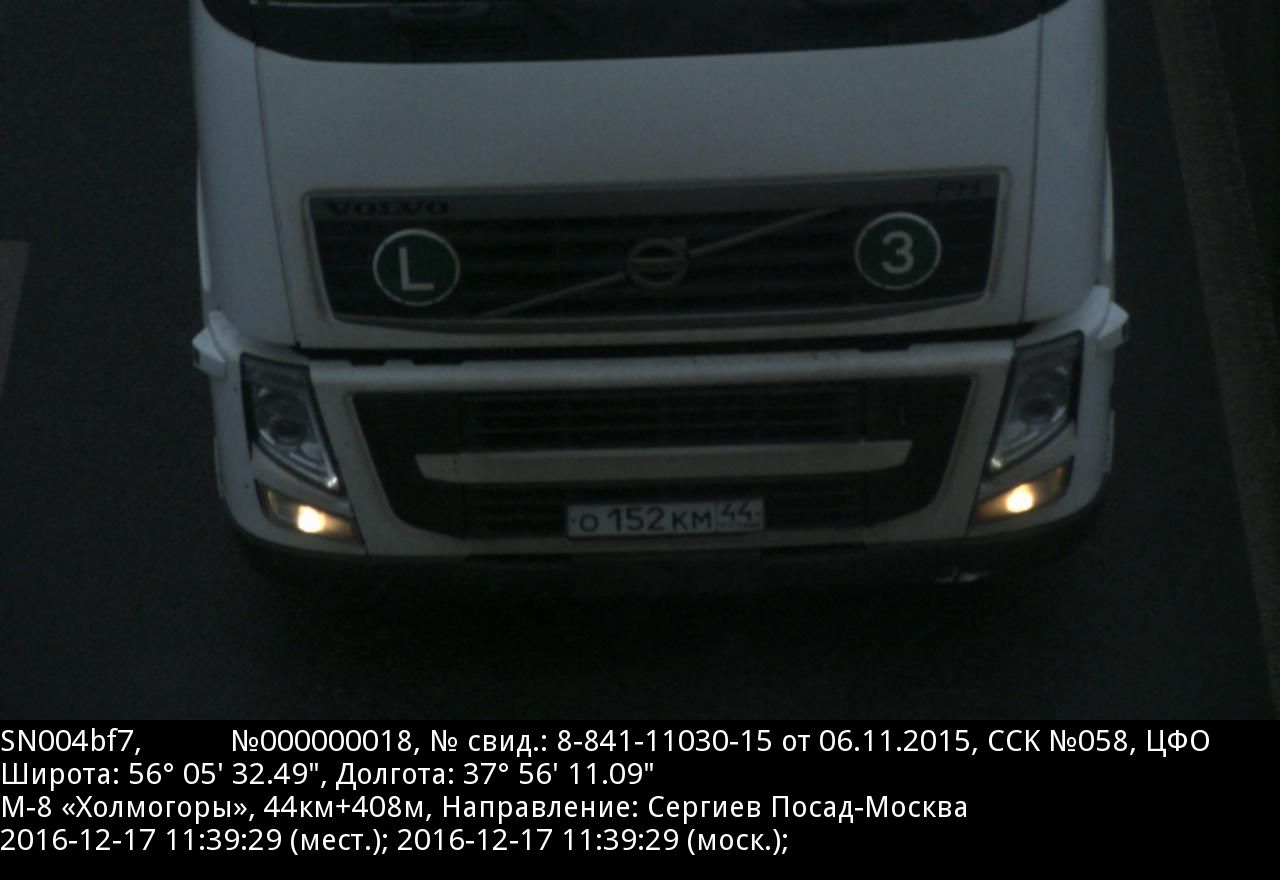 VOLVO
FH
L
3
О 152 КМ 44
SN004bf7, №000000018, № свид.: 8-841-11030-15 от 06.11.2015, ССК №058, ЦФО
Широта: 56° 05' 32.49", Долгота: 37° 56' 11.09"
М-8 «Холмогоры», 44км+408м, Направление: Сергиев Посад-Москва
2016-12-17 11:39:29 (мест.); 2016-12-17 11:39:29 (моск.);